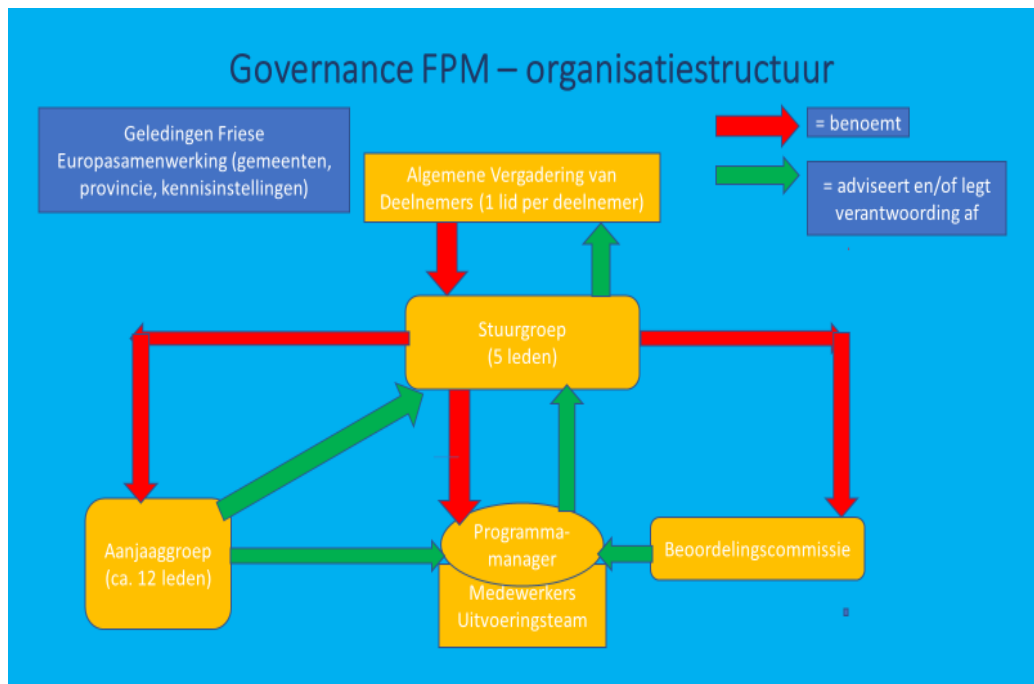 Governance FPM – organisatiestructuur
Geledingen Friese
Europasamenwerking (gemeenten,
provincie, kennisinstellingen)
= benoemt
Algemene Vergadering van
Deelnemers (1 lid per deelnemer)
= adviseert en/of legt
verantwoording af
Stuurgroep
(5 leden)
Aanjaaggroep
(ca. 12 leden)
Programma-
manager
Beoordelingscommissie
Medewerkers
Uitvoeringsteam